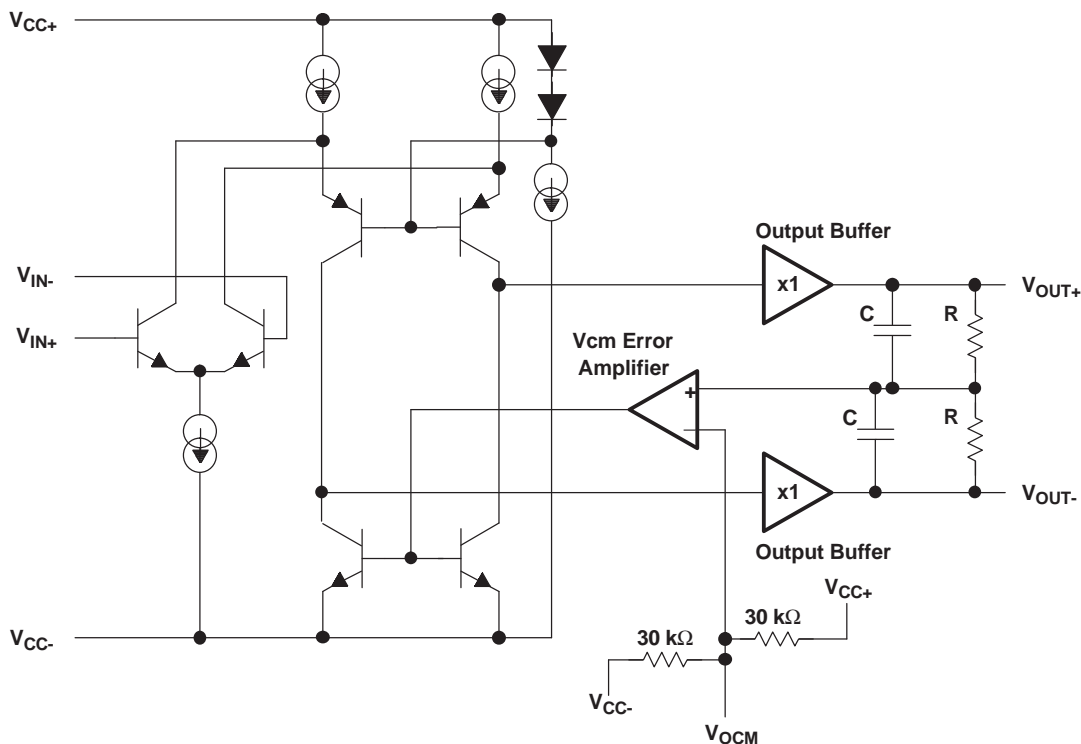 VCC+
Output Buffer
VIN-
x1
VOUT+
C
R
VIN+
Vcm Error
Amplifier
+
C
R
x1
VOUT-
Output Buffer
VCC+
30 kΩ
VCC-
30 kΩ
VCC-
VOCM